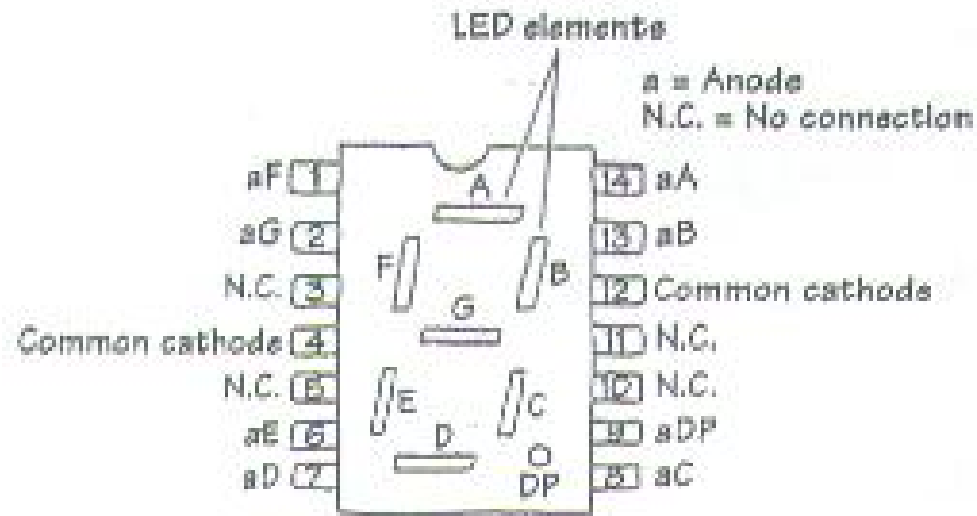 LED elements
a = Anode
N.C. = No connection
aF 1
A
14 aA
aG 2
13 aB
F
B
N.C. 3
12 Common cathode
G
Common cathode 4
11 N.C.
N.C. 5
10 N.C.
E
C
aE 6
D
9 aDP
aD 7
DP
8 aC